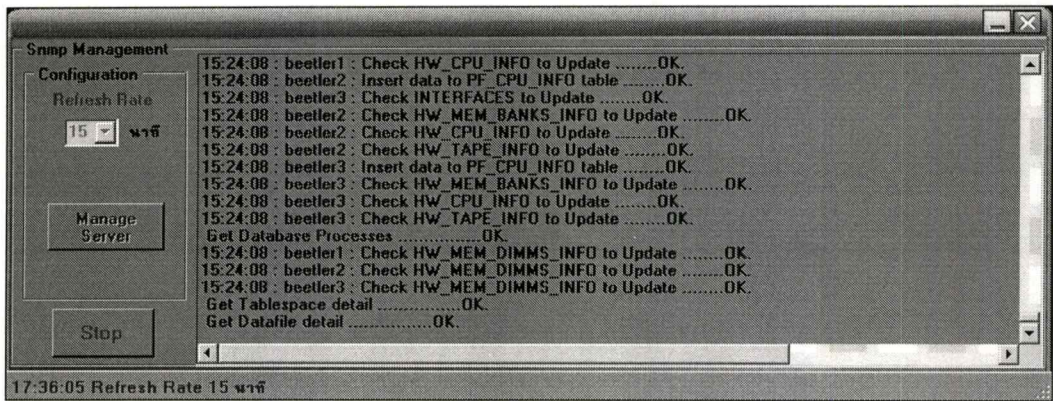 Snmp Management
Configuration
Refresh Rate
15 นาที
Manage
Server
Stop
15:24:08 : beetler1 : Check HW_CPU_INFO to Update ........OK.
15:24:08 : beetler2 : Insert data to PF_CPU_INFO table ........OK.
15:24:08 : beetler3 : Check INTERFACES to Update ........OK.
15:24:08 : beetler2 : Check HW_MEM_BANKS_INFO to Update ........OK.
15:24:08 : beetler2 : Check HW_CPU_INFO to Update ........OK.
15:24:08 : beetler2 : Check HW_TAPE_INFO to Update ........OK.
15:24:08 : beetler3 : Insert data to PF_CPU_INFO table ........OK.
15:24:08 : beetler3 : Check HW_MEM_BANKS_INFO to Update ........OK.
15:24:08 : beetler3 : Check HW_CPU_INFO to Update ........OK.
15:24:08 : beetler3 : Check HW_TAPE_INFO to Update ........OK.
Get Database Processes ................OK.
15:24:08 : beetler1 : Check HW_MEM_DIMMS_INFO to Update ........OK.
15:24:08 : beetler2 : Check HW_MEM_DIMMS_INFO to Update ........OK.
15:24:08 : beetler3 : Check HW_MEM_DIMMS_INFO to Update ........OK.
Get Tablespace detail ................OK.
Get Datafile detail ................OK.
17:36:05 Refresh Rate 15 นาที